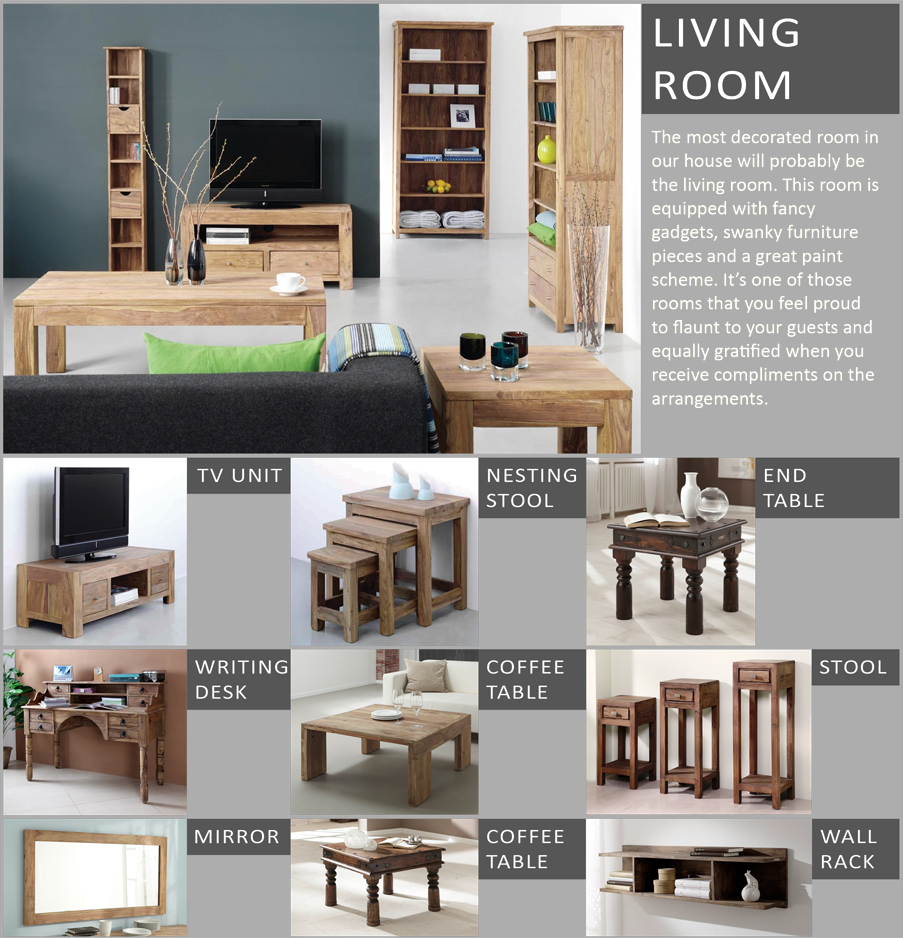 LIVING
ROOM
The most decorated room in
our house will probably be
the living room. This room is
equipped with fancy
gadgets, swanky furniture
pieces and a great paint
scheme. It’s one of those
rooms that you feel proud
to flaunt to your guests and
equally gratified when you
receive compliments on the
arrangements.
TV UNIT
NESTING
STOOL
END
TABLE
WRITING
DESK
COFFEE
TABLE
STOOL
MIRROR
COFFEE
TABLE
WALL
RACK